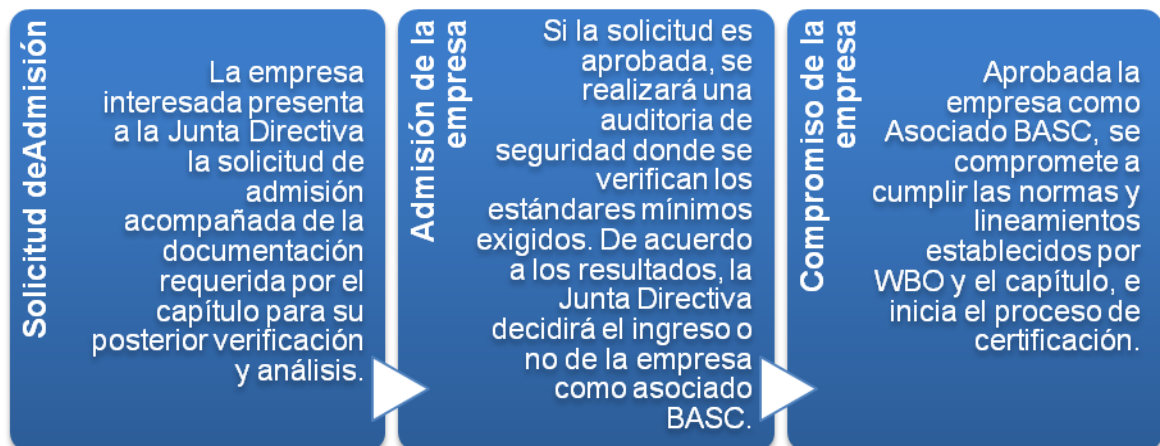 Solicitud deAdmisión
La empresa
interesada presenta
a la Junta Directiva
la solicitud de
admisión
acompañada de la
documentación
requerida por el
capítulo para su
posterior verificación
y análisis.
Admisión de la
empresa
Si la solicitud es
aprobada, se
realizará una
auditoria de
seguridad donde se
verifican los
estándares mínimos
exigidos. De acuerdo
a los resultados, la
Junta Directiva
decidirá el ingreso o
no de la empresa
como asociado
BASC.
Compromiso de la
empresa
Aprobada la
empresa como
Asociado BASC, se
compromete a
cumplir las normas y
lineamientos
establecidos por
WBO y el capítulo, e
inicia el proceso de
certificación.